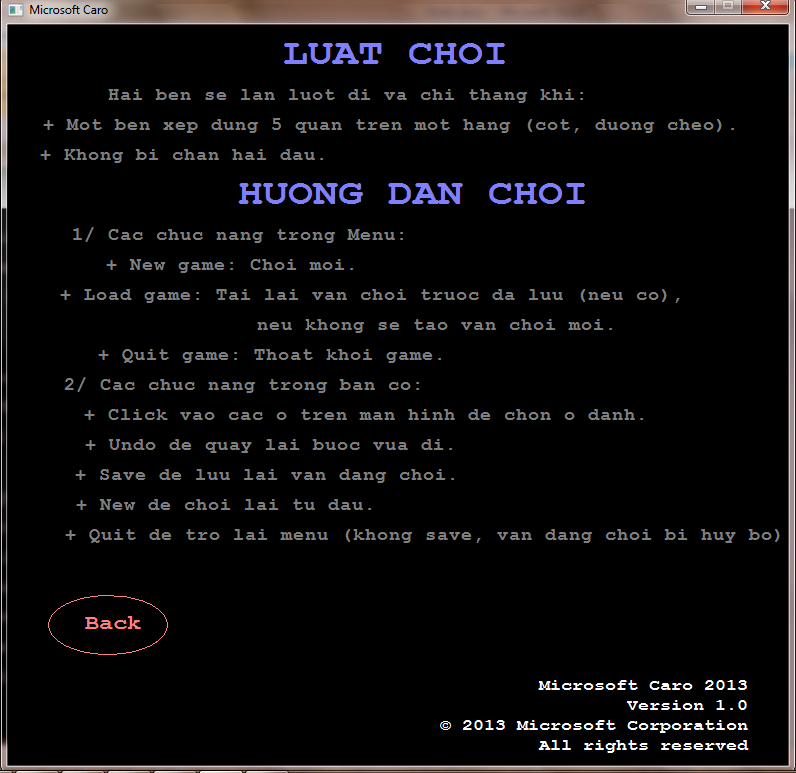 Microsoft Caro
LUAT CHOI
Hai ben se lan luot di va chi thang khi:
+ Mot ben xep dung 5 quan tren mot hang (cot, duong cheo).
+ Khong bi chan hai dau.
HUONG DAN CHOI
1/ Cac chuc nang trong Menu:
+ New game: Choi moi.
+ Load game: Tai lai van choi truoc da luu (neu co),
neu khong se tao van choi moi.
+ Quit game: Thoat khoi game.
2/ Cac chuc nang trong ban co:
+ Click vao cac o tren man hinh de chon o danh.
+ Undo de quay lai buoc vua di.
+ Save de luu lai van dang choi.
+ New de choi lai tu dau.
+ Quit de tro lai menu (khong save, van dang choi bi huy bo)
Back
Microsoft Caro 2013
Version 1.0
© 2013 Microsoft Corporation
All rights reserved